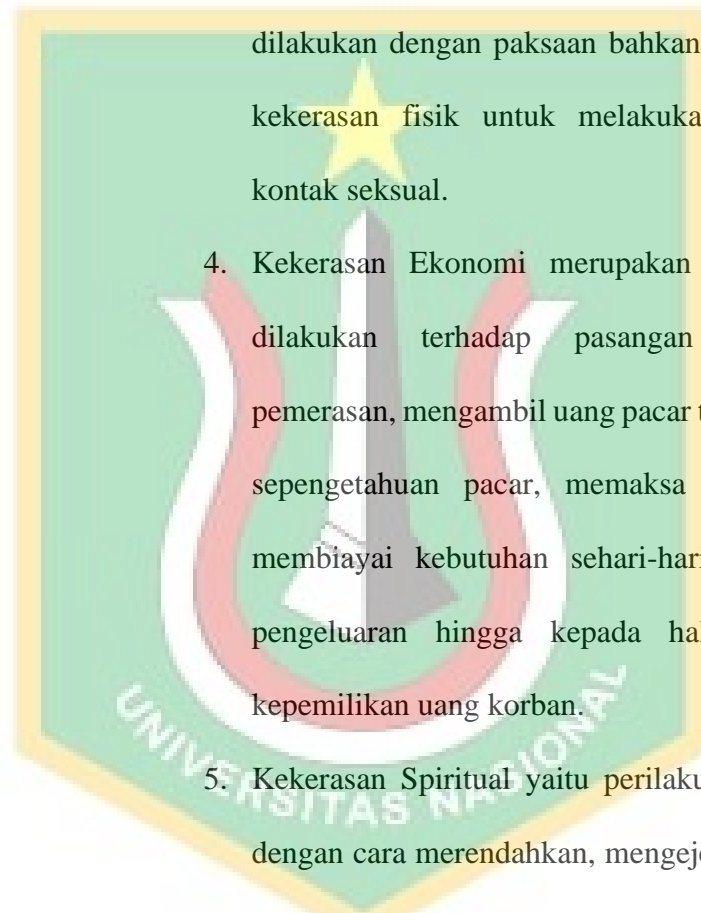 dilakukan dengan paksaan bahkan
kekerasan fisik untuk melakuka
kontak seksual.
4. Kekerasan Ekonomi merupakan
dilakukan terhadap pasangan
pemerasan, mengambil uang pacar t
sepengetahuan pacar, memaksa
membiayai kebutuhan sehari-hari
pengeluaran hingga kepada hal
kepemilikan uang korban.
5. Kekerasan Spiritual yaitu perilaku
dengan cara merendahkan, mengej
UNIVERSITAS NASIONAL